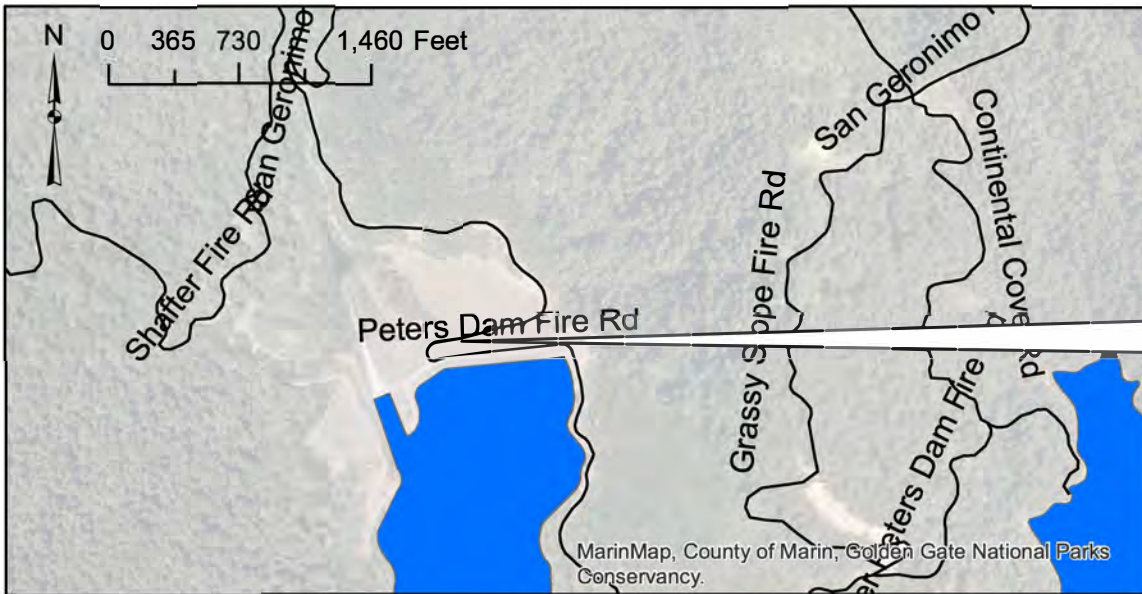 N
0 365 730 1,460 Feet
San Geronimo
Shafter Fire Rd
Peters Dam Fire Rd
San Geronimo
Continental Cove
Rd
Grassy Slope Fire Rd
Peters Dam Fire
MarinMap, County of Marin, Golden Gate National Parks
Conservancy.